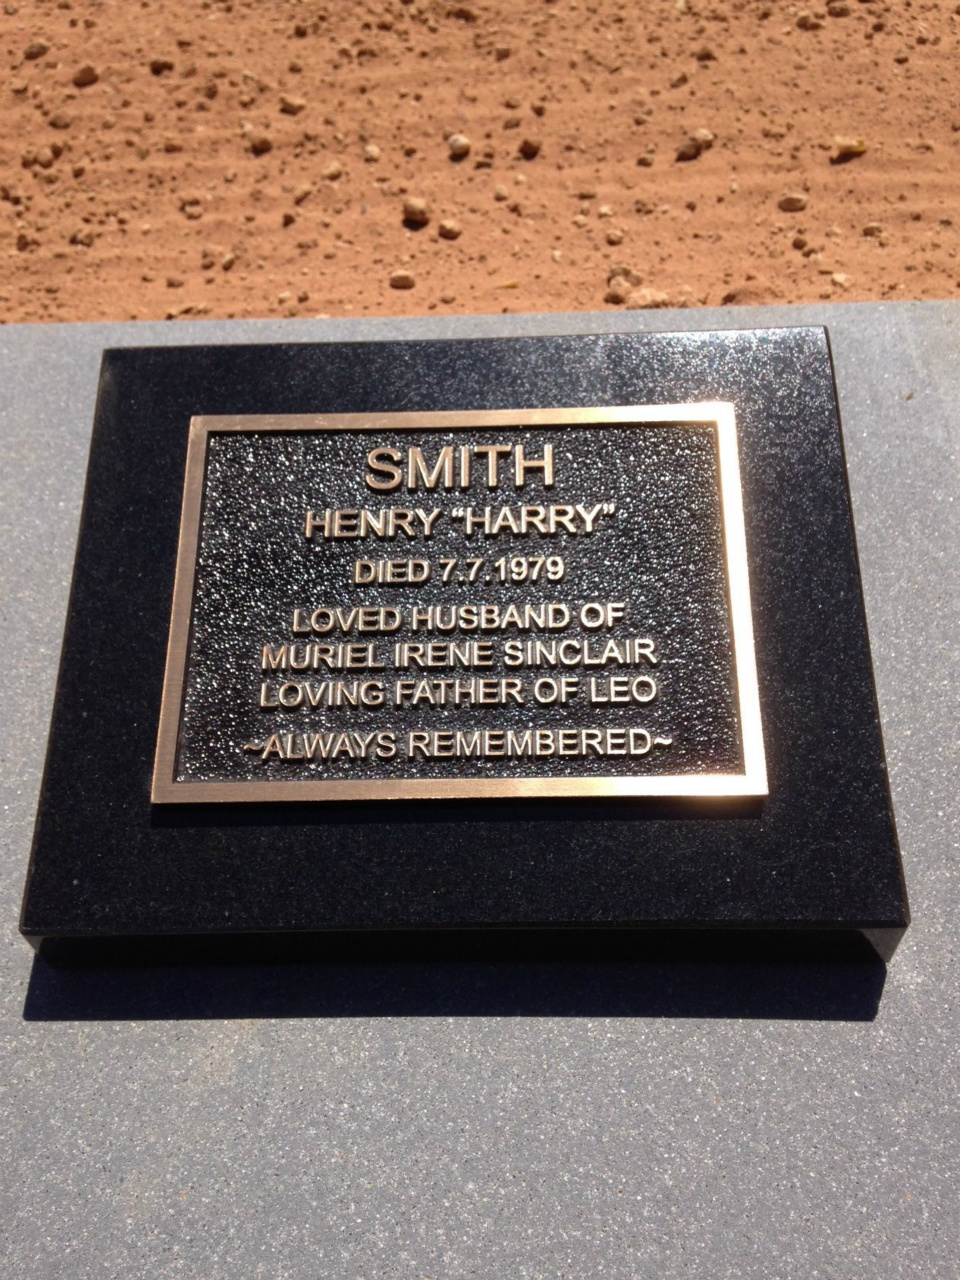 SMITH
HENRY “HARRY”
DIED 7.7.1979
LOVED HUSBAND OF
MURIEL IRENE SINCLAIR
LOVING FATHER OF LEO
~ALWAYS REMEMBERED~